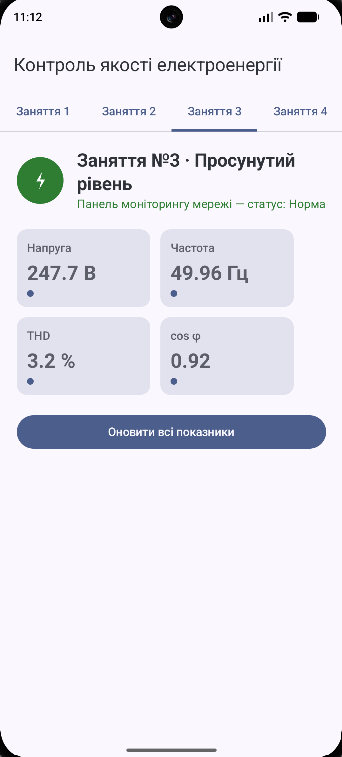 11:12
Контроль якості електроенергії
Заняття 1
Заняття 2
Заняття 3
Заняття 4
Заняття №3 · Просунутий
рівень
Панель моніторингу мережі — статус: Норма
Напруга
247.7 В
Частота
49.96 Гц
THD
3.2 %
cos φ
0.92
Оновити всі показники